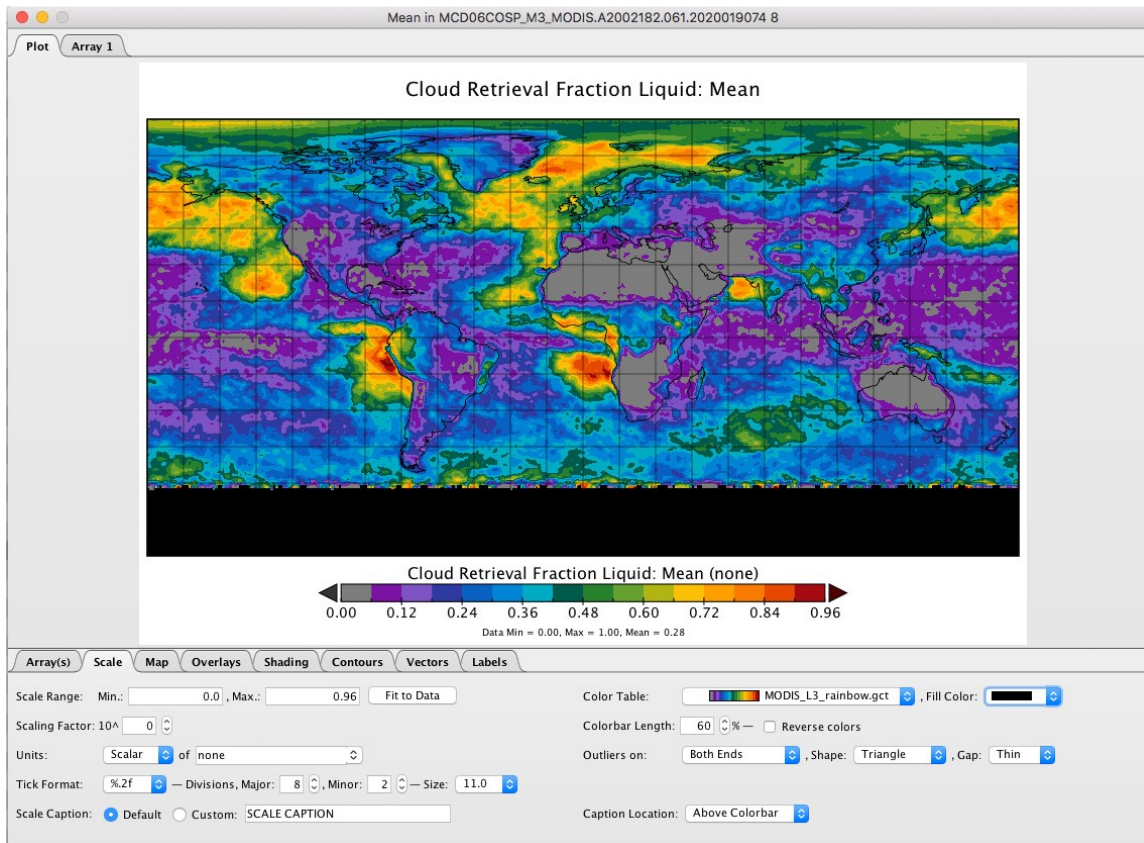 Mean in MCD06COSP_M3_MODIS.A2002182.061.2020019074 8
Plot Array 1
Cloud Retrieval Fraction Liquid: Mean
Cloud Retrieval Fraction Liquid: Mean (none)
0.00 0.12 0.24 0.36 0.48 0.60 0.72 0.84 0.96
Data Min = 0.00, Max = 1.00, Mean = 0.28
Array(s) Scale Map Overlays Shading Contours Vectors Labels
Scale Range: Min.: 0.0 , Max.: 0.96 Fit to Data Color Table: MODIS_L3_rainbow.gct , Fill Color:
Scaling Factor: 10^ 0 Colorbar Length: 60 % — Reverse colors
Units: Scalar of none Outliers on: Both Ends , Shape: Triangle , Gap: Thin
Tick Format: %.2f — Divisions, Major: 8 , Minor: 2 — Size: 11.0
Scale Caption: Default Custom: SCALE CAPTION Caption Location: Above Colorbar